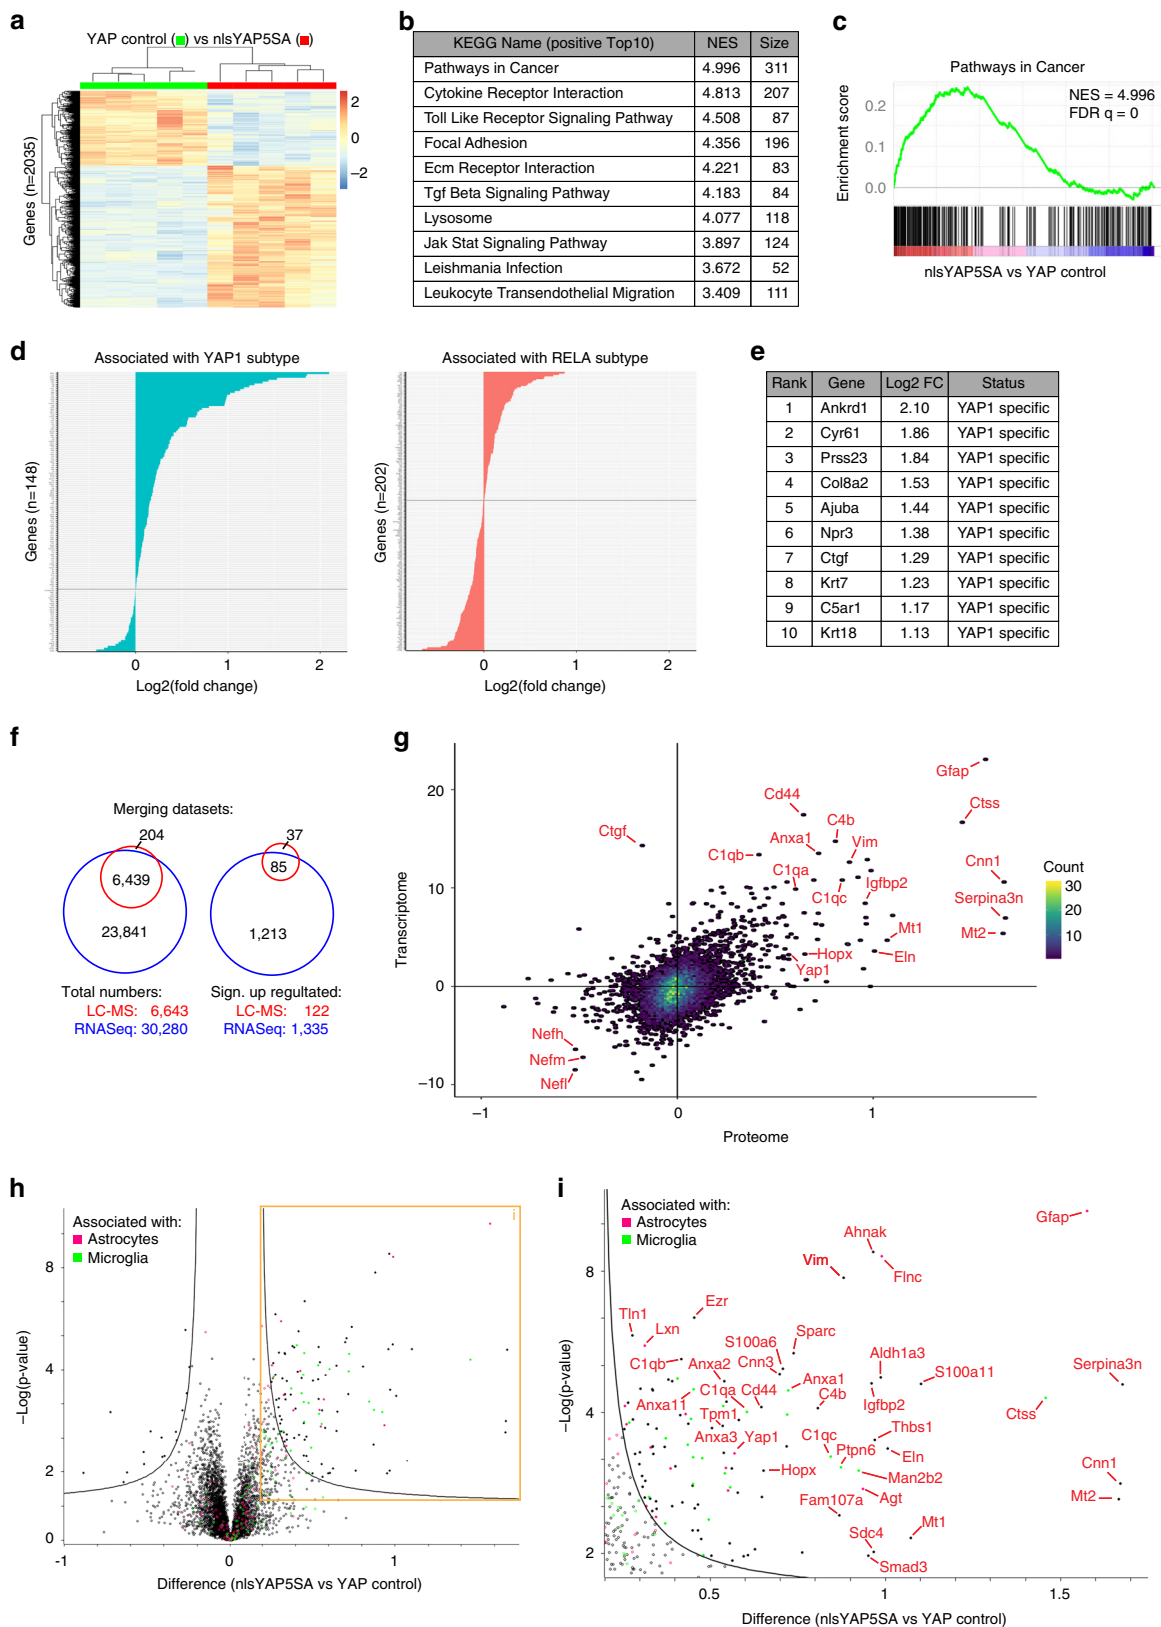 a
YAP control ( ) vs nlsYAP5SA ( )
Genes (n=2035)
2
0
−2
b
KEGG Name (positive Top10) NES Size
Pathways in Cancer 4.996 311
Cytokine Receptor Interaction 4.813 207
Toll Like Receptor Signaling Pathway 4.508 87
Focal Adhesion 4.356 196
Ecm Receptor Interaction 4.221 83
Tgf Beta Signaling Pathway 4.183 84
Lysosome 4.077 118
Jak Stat Signaling Pathway 3.897 124
Leishmania Infection 3.672 52
Leukocyte Transendothelial Migration 3.409 111
c
Pathways in Cancer
NES = 4.996
FDR q = 0
Enrichment score
0.2
0.1
0.0
nlsYAP5SA vs YAP control
d
Associated with YAP1 subtype
Genes (n=148)
0 1 2
Log2(fold change)
Associated with RELA subtype
Genes (n=202)
0 1 2
Log2(fold change)
e
Rank Gene Log2 FC Status
1 Ankrd1 2.10 YAP1 specific
2 Cyr61 1.86 YAP1 specific
3 Prss23 1.84 YAP1 specific
4 Col8a2 1.53 YAP1 specific
5 Ajuba 1.44 YAP1 specific
6 Npr3 1.38 YAP1 specific
7 Ctgf 1.29 YAP1 specific
8 Krt7 1.23 YAP1 specific
9 C5ar1 1.17 YAP1 specific
10 Krt18 1.13 YAP1 specific
f
Merging datasets:
204
6,439
23,841
37
85
1,213
Total numbers:
LC-MS: 6,643
RNASeq: 30,280
Sign. up regultated:
LC-MS: 122
RNASeq: 1,335
g
Transcriptome
20
0
−10
−1 0 1
Proteome
Gfap
Ctss
Cd44
C4b
Ctgf
Anxa1
Vim
C1qb
C1qa
C1qc
Igfbp2
Cnn1
Serpina3n
Mt2
Mt1
Hopx
Eln
Yap1
Nefh
Nefm
Nefl
Count
30
20
10
h
Associated with:
Astrocytes
Microglia
i
−Log(p-value)
8
4
2
0
-1 0 1
Difference (nlsYAP5SA vs YAP control)
i
Associated with:
Astrocytes
Microglia
−Log(p-value)
8
4
2
0.5 1 1.5
Difference (nlsYAP5SA vs YAP control)
Gfap
Ahnak
Vim
Flnc
Ezr
Tln1
Lxn
S100a6
Sparc
C1qb
Anxa2
Cnn3
Aldh1a3
S100a11
Serpina3n
Anxa11
C1qa
Cd44
Anxa1
C4b
Igfbp2
Ctss
Tpm1
Anxa3
Yap1
C1qc
Thbs1
Ptpn6
Eln
Hopx
Man2b2
Cnn1
Agt
Mt2
Fam107a
Mt1
Sdc4
Smad3